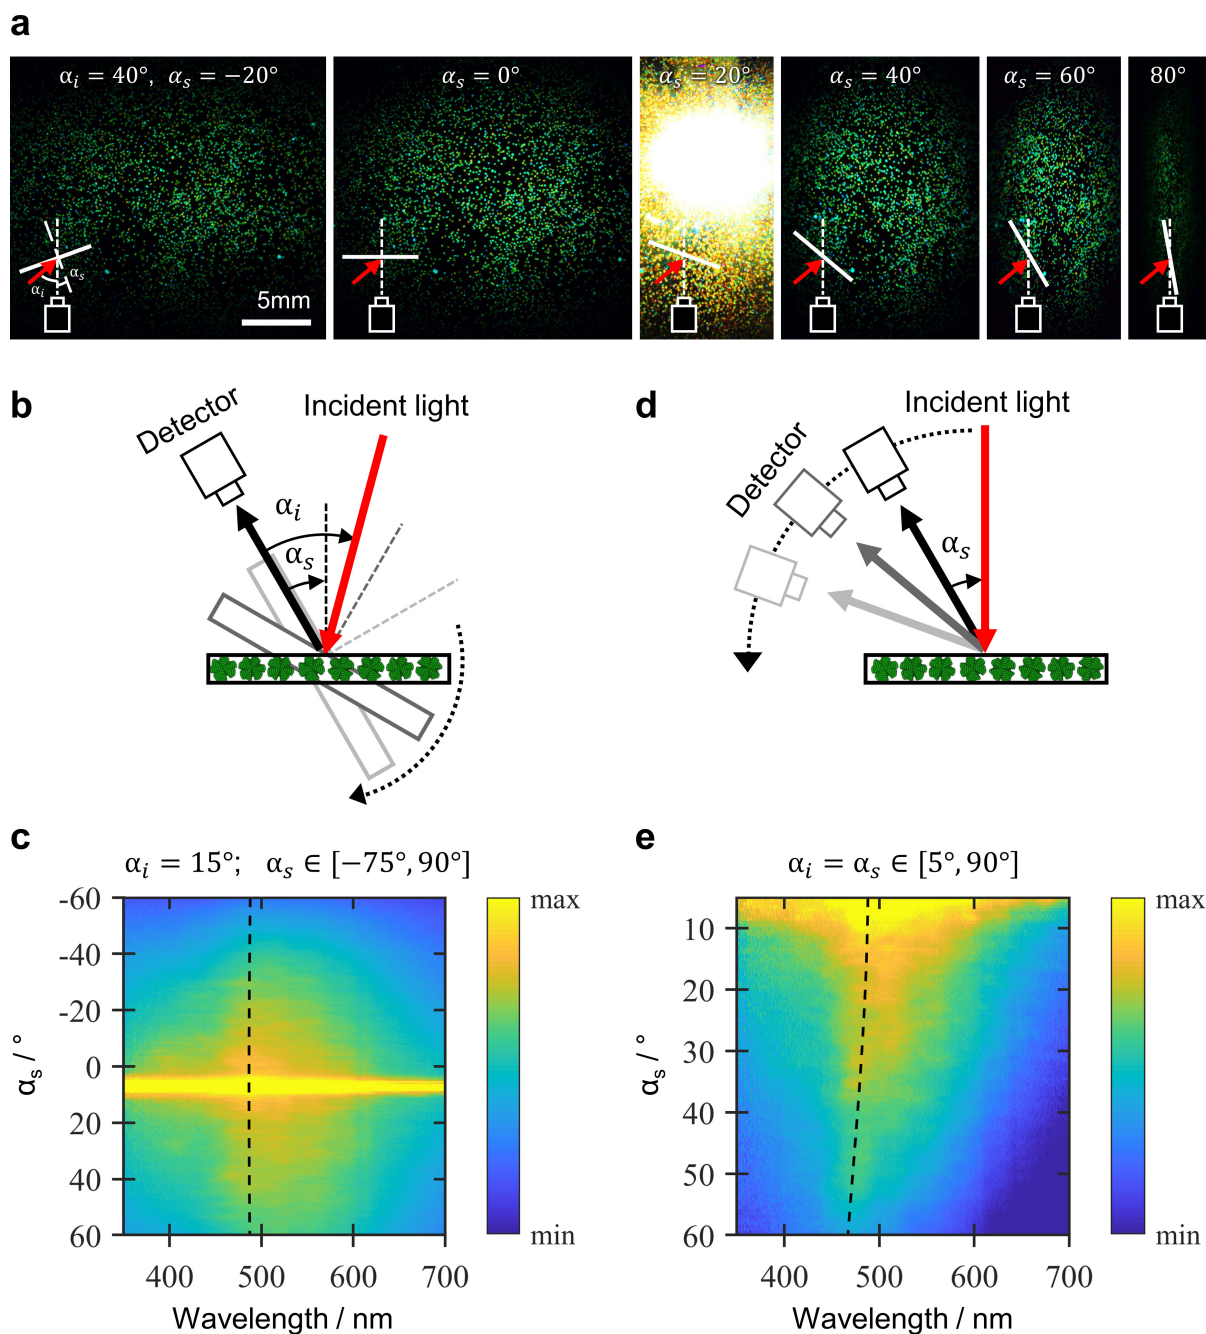 a
αᵢ = 40°, αₛ = −20°
αₛ = 0°
αₛ = 20°
αₛ = 40°
αₛ = 60°
80°
αᵢ
αₛ
5mm
b
Detector
Incident light
αᵢ
αₛ
d
Detector
Incident light
αₛ
c
αᵢ = 15°; αₛ ∈ [−75°, 90°]
-60
-40
-20
0
20
40
60
αₛ / °
400 500 600 700
Wavelength / nm
max
min
e
αᵢ = αₛ ∈ [5°, 90°]
10
20
30
40
50
60
αₛ / °
400 500 600 700
Wavelength / nm
max
min